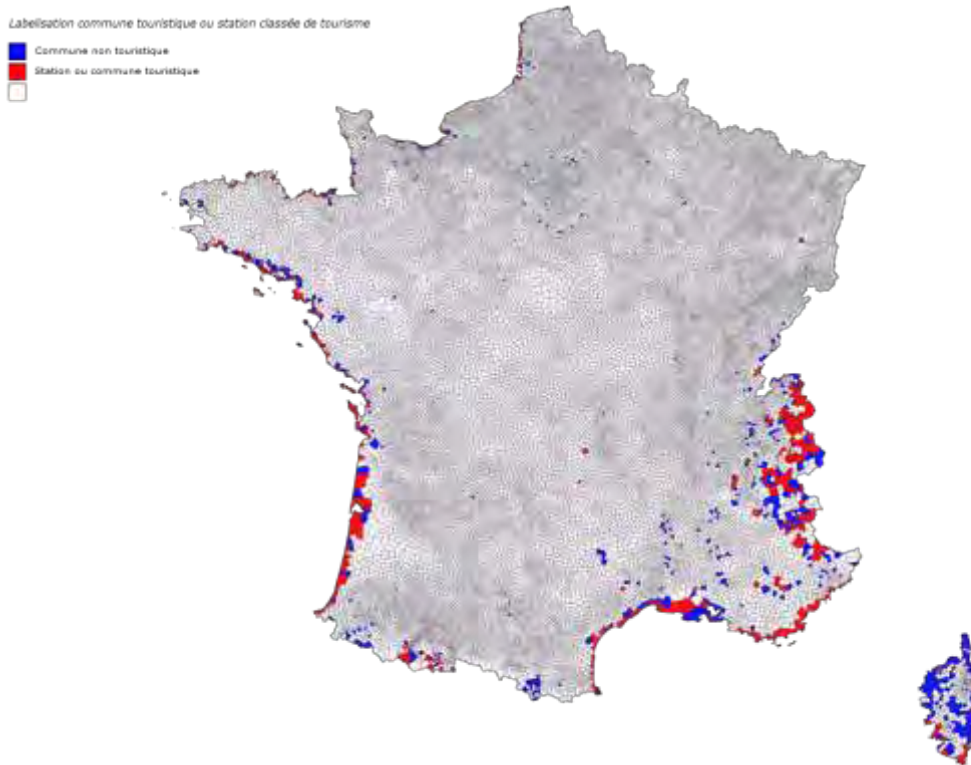 Labelisation commune touristique ou station classée de tourisme
Commune non touristique
Station ou commune touristique